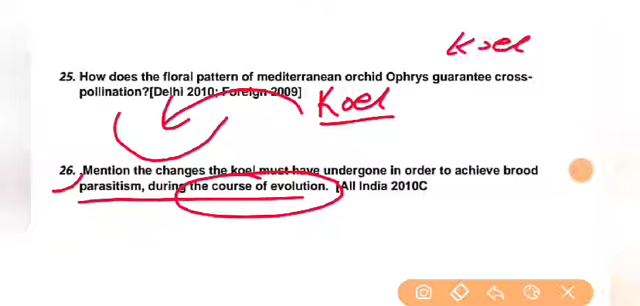 Koel
25. How does the floral pattern of mediterranean orchid Ophrys guarantee cross-
pollination?[Delhi 2010; Foreign 2009]
Koel
26. Mention the changes the koel must have undergone in order to achieve brood
parasitism, during the course of evolution. [All India 2010C